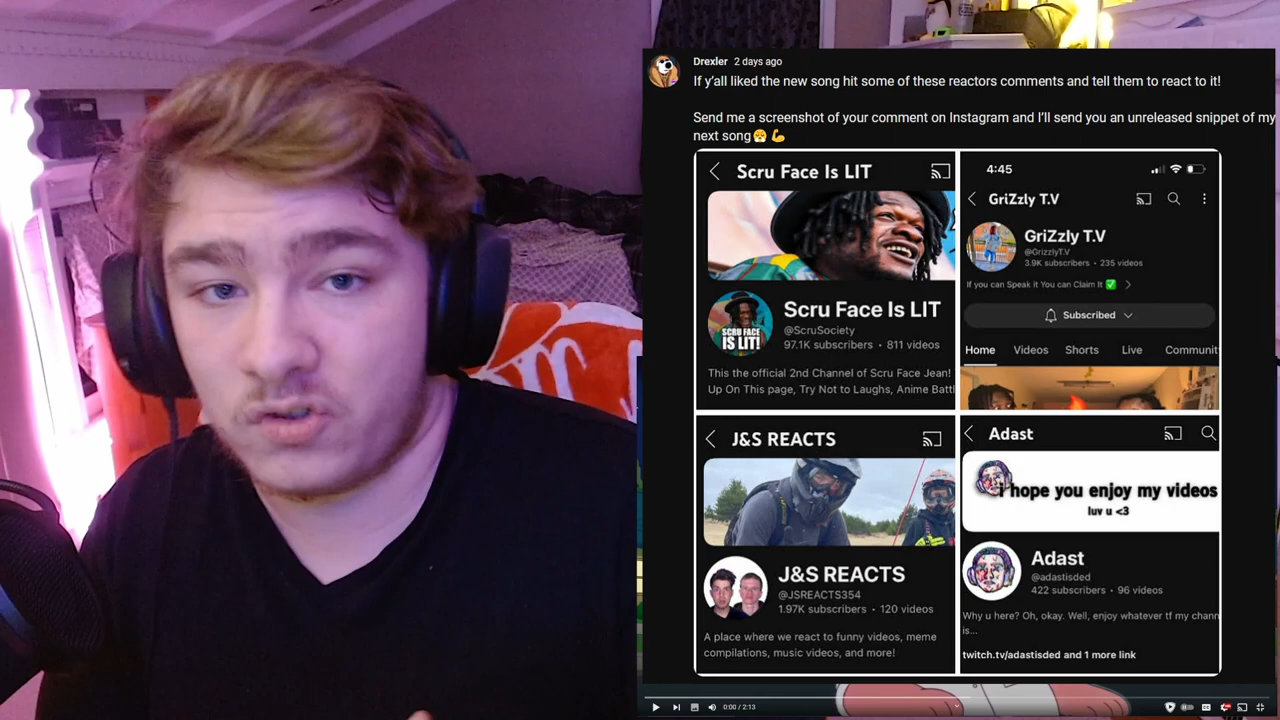 Drexler 2 days ago
If y'all liked the new song hit some of these reactors comments and tell them to react to it!
Send me a screenshot of your comment on Instagram and I'll send you an unreleased snippet of my
next song😤 💪
Scru Face Is LIT
SCRU FACE
IS LIT!
Scru Face Is LIT
@ScruSociety
97.1K subscribers • 811 videos
This the official 2nd Channel of Scru Face Jean!
Up On This page, Try Not to Laughs, Anime Batt
4:45
GriZzly T.V
GriZzly T.V
@GrizzlyT.V
3.9K subscribers • 235 videos
If you can Speak it You can Claim It ✅
Subscribed
Home Videos Shorts Live Communit
J&S REACTS
J&S REACTS
@JSREACTS354
1.97K subscribers • 120 videos
A place where we react to funny videos, meme
compilations, music videos, and more!
Adast
i hope you enjoy my videos
luv u <3
Adast
@adastisded
422 subscribers • 96 videos
Why u here? Oh, okay. Well, enjoy whatever tf my chann
is...
twitch.tv/adastisded and 1 more link
0:00 / 2:13